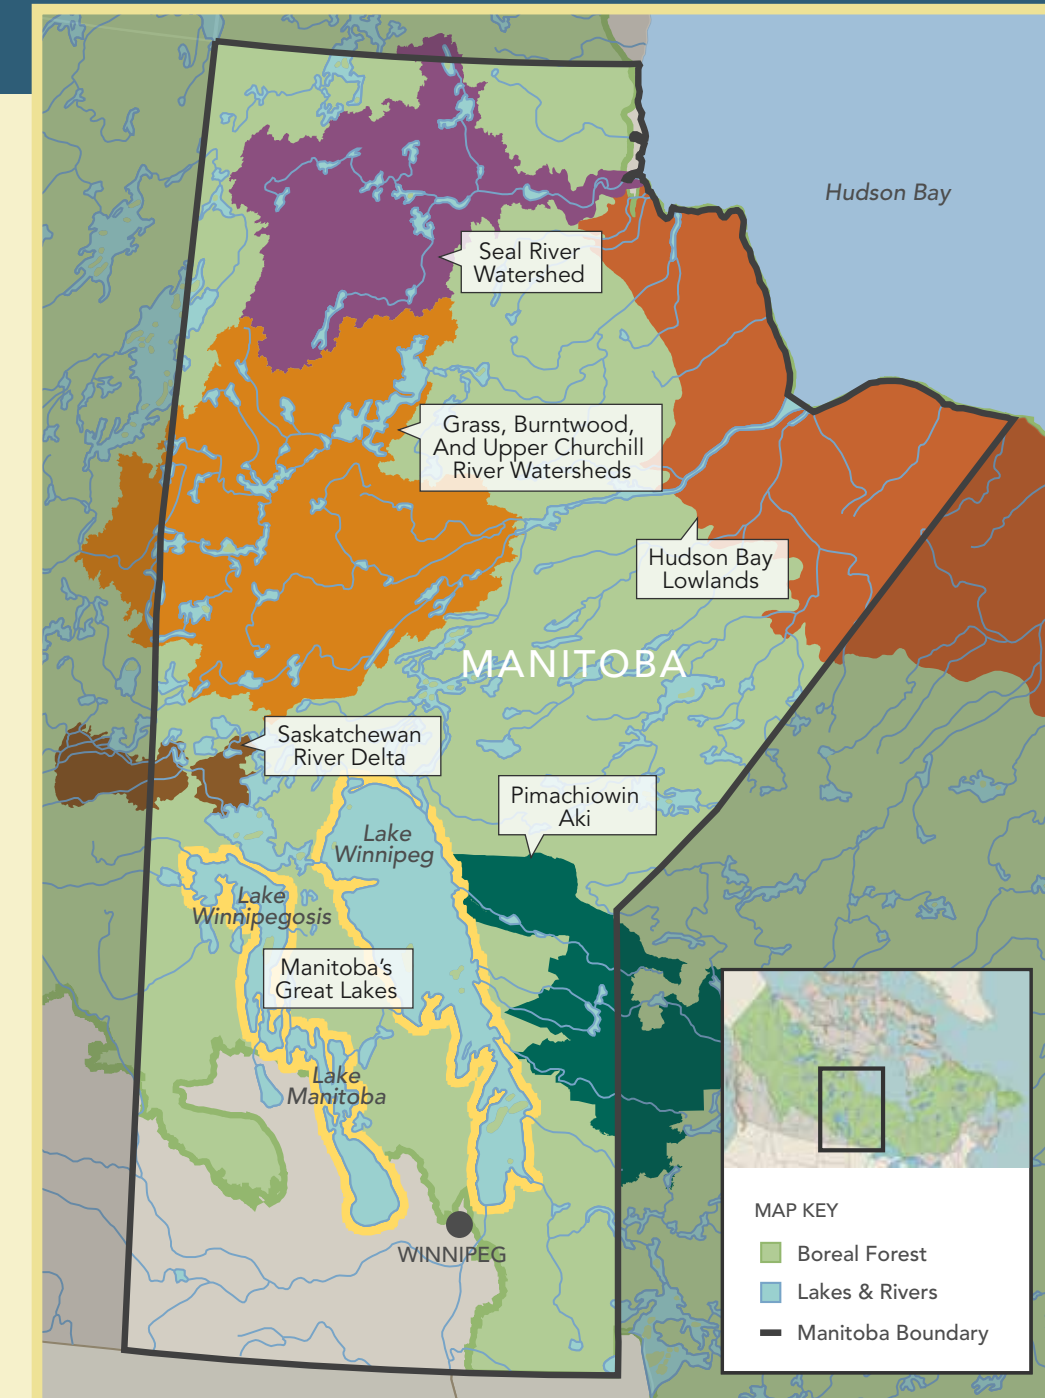 Hudson Bay
Seal River
Watershed
Grass, Burntwood,
And Upper Churchill
River Watersheds
Hudson Bay
Lowlands
MANITOBA
Saskatchewan
River Delta
Pimachiowin
Aki
Lake
Winnipeg
Lake
Winnipegosis
Manitoba's
Great Lakes
Lake
Manitoba
WINNIPEG
MAP KEY
Boreal Forest
Lakes & Rivers
Manitoba Boundary